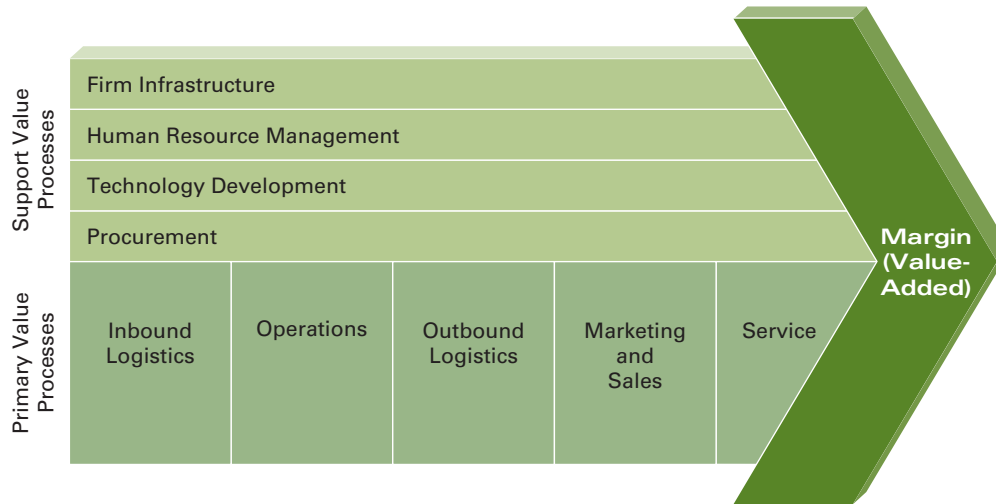 Support Value
Processes
Firm Infrastructure
Human Resource Management
Technology Development
Procurement
Primary Value
Processes
Inbound
Logistics
Operations
Outbound
Logistics
Marketing
and
Sales
Service
Margin
(Value-
Added)